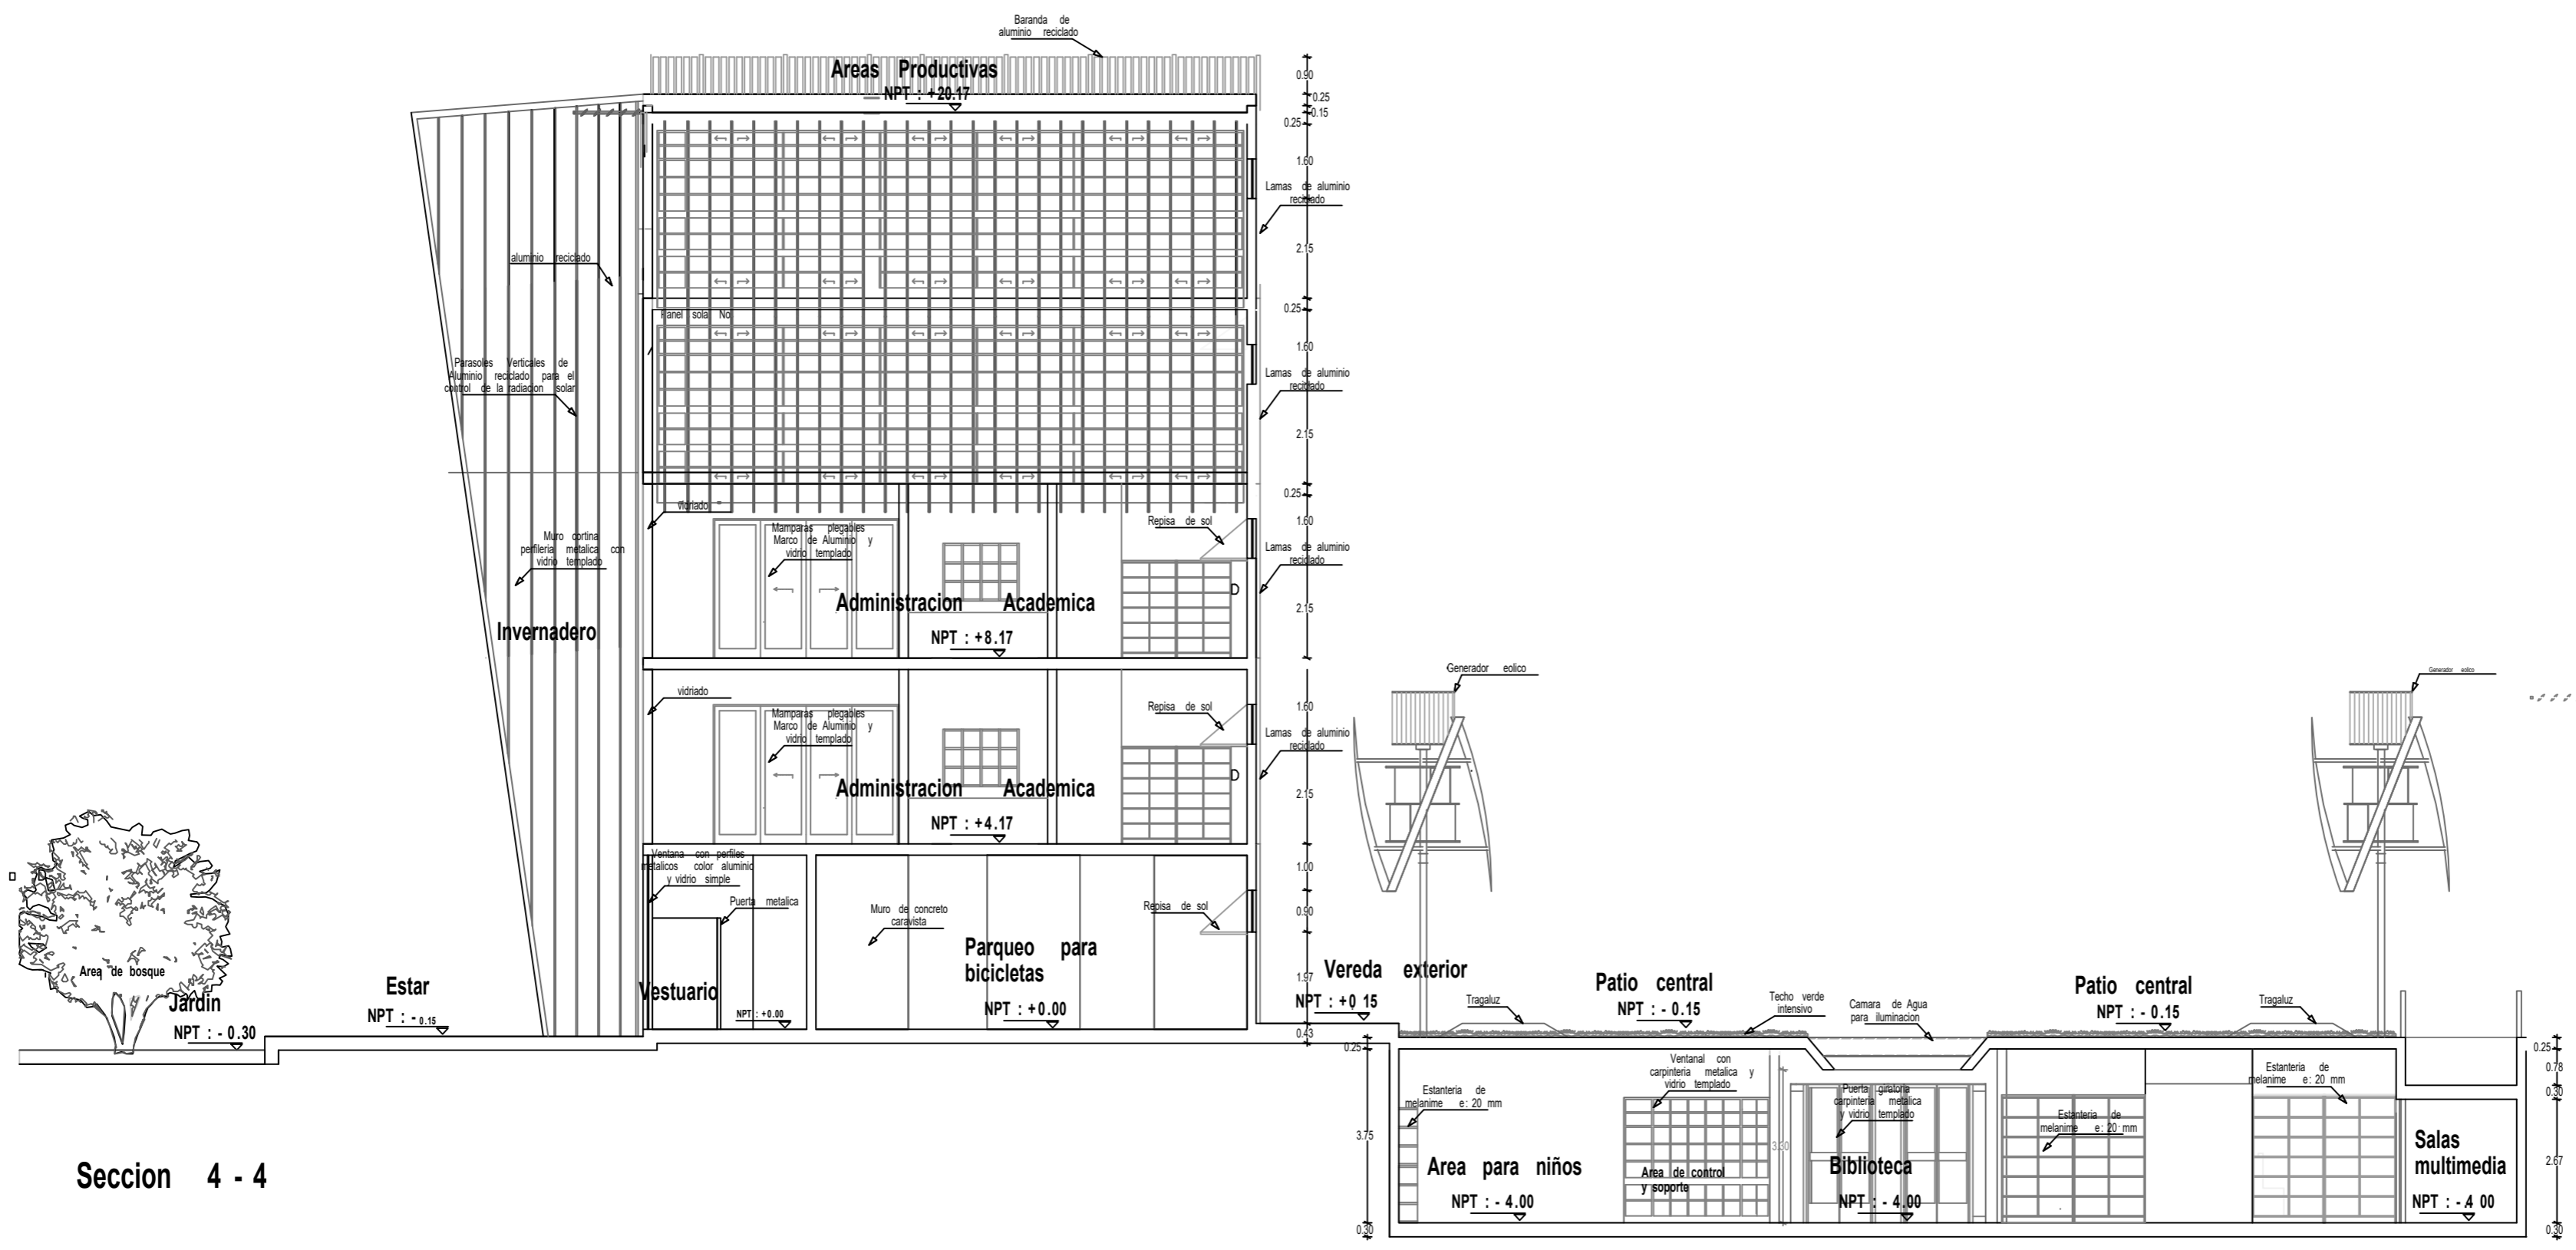 Baranda de
aluminio reciclado
Areas Productivas
NPT : +20.17
0.90
0.25
0.15
0.25
1.60
Lamas de aluminio
reciclado
2.15
aluminio reciclado
0.25
Panel sola No
1.60
Parasoles Verticales de
Aluminio reciclado para el
control de la radiacion solar
Lamas de aluminio
reciclado
2.15
0.25
vidriado
Mamparas plegables
Marco de Aluminio y
vidrio templado
Repisa de sol
1.60
Muro cortina
perfileria metalica con
vidrio templado
Lamas de aluminio
reciclado
Administracion Academica
NPT : +8.17
2.15
Invernadero
Generador eolico
Generador eolico
vidriado
Mamparas plegables
Marco de Aluminio y
vidrio templado
Repisa de sol
1.60
Lamas de aluminio
reciclado
Administracion Academica
NPT : +4.17
2.15
Ventana con perfiles
metalicos color aluminio
y vidrio simple
1.00
Puerta metalica
Muro de concreto
caravista
Repisa de sol
0.90
Parqueo para
bicicletas
NPT : +0.00
Vestuario
NPT : +0.00
1.97
Area de bosque
Jardin
NPT : - 0.30
Estar
NPT : - 0.15
Vereda exterior
NPT : +0 15
0.43
Tragaluz
Patio central
NPT : - 0.15
Techo verde
intensivo
Camara de Agua
para iluminacion
Patio central
NPT : - 0.15
Tragaluz
0.25
3.75
0.30
Estanteria de
melanime e: 20 mm
Ventanal con
carpinteria metalica y
vidrio templado
Puerta giratoria
carpinteria metalica
y vidrio templado
Estanteria de
melanime e: 20 mm
Estanteria de
melanime e: 20 mm
0.25
0.78
0.30
2.67
0.30
3.30
Area para niños
NPT : - 4.00
Area de control
y soporte
Biblioteca
NPT : - 4.00
Salas
multimedia
NPT : - 4 00
Seccion 4 - 4